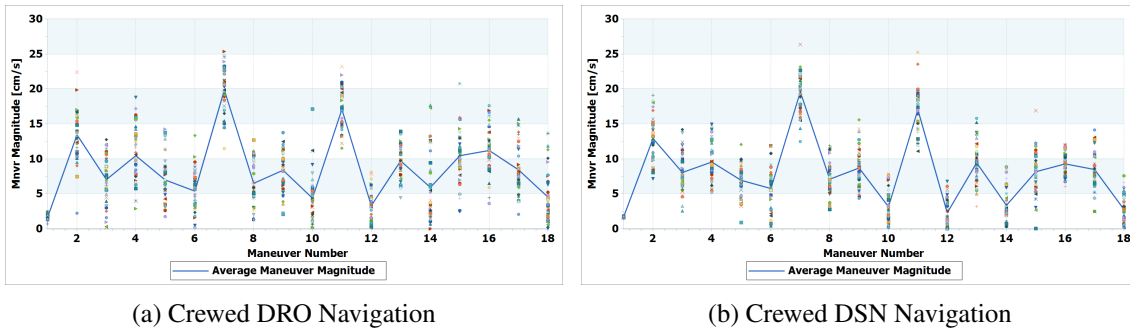 30
25
20
15
10
5
0
Mnvr Magnitude [cm/s]
2 4 6 8 10 12 14 16 18
Maneuver Number
Average Maneuver Magnitude
(a) Crewed DRO Navigation
30
25
20
15
10
5
0
Mnvr Magnitude [cm/s]
2 4 6 8 10 12 14 16 18
Maneuver Number
Average Maneuver Magnitude
(b) Crewed DSN Navigation